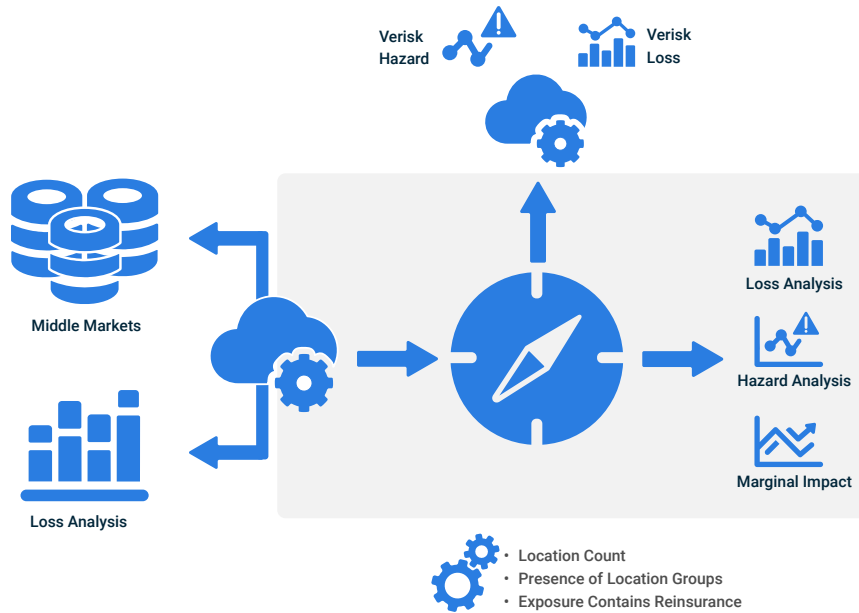 Verisk
Hazard
Verisk
Loss
Middle Markets
Loss Analysis
Loss Analysis
Hazard Analysis
Marginal Impact
• Location Count
• Presence of Location Groups
• Exposure Contains Reinsurance